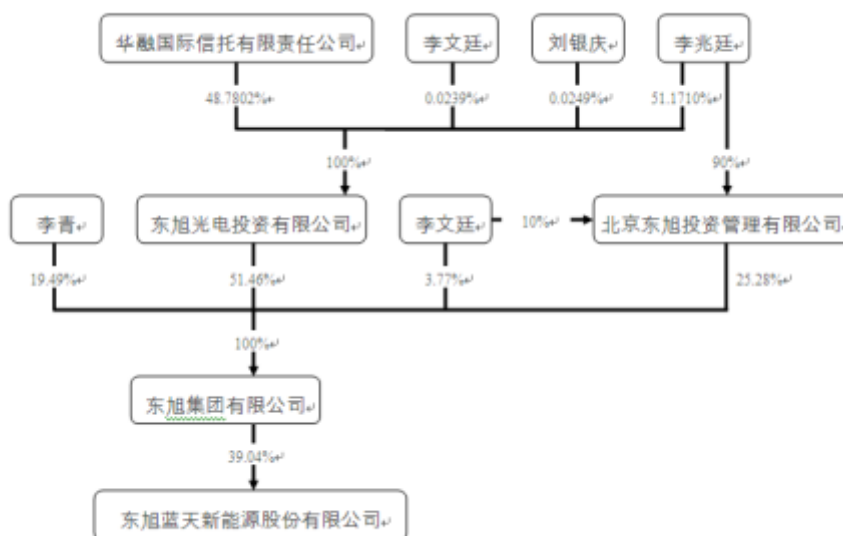 华融国际信托有限责任公司
李文廷
刘银庆
李兆廷
48.7802%
0.0239%
0.0249%
51.1710%
100%
90%
李青
东旭光电投资有限公司
李文廷
10%
北京东旭投资管理有限公司
19.49%
51.46%
3.77%
25.28%
100%
东旭集团有限公司
39.04%
东旭蓝天新能源股份有限公司